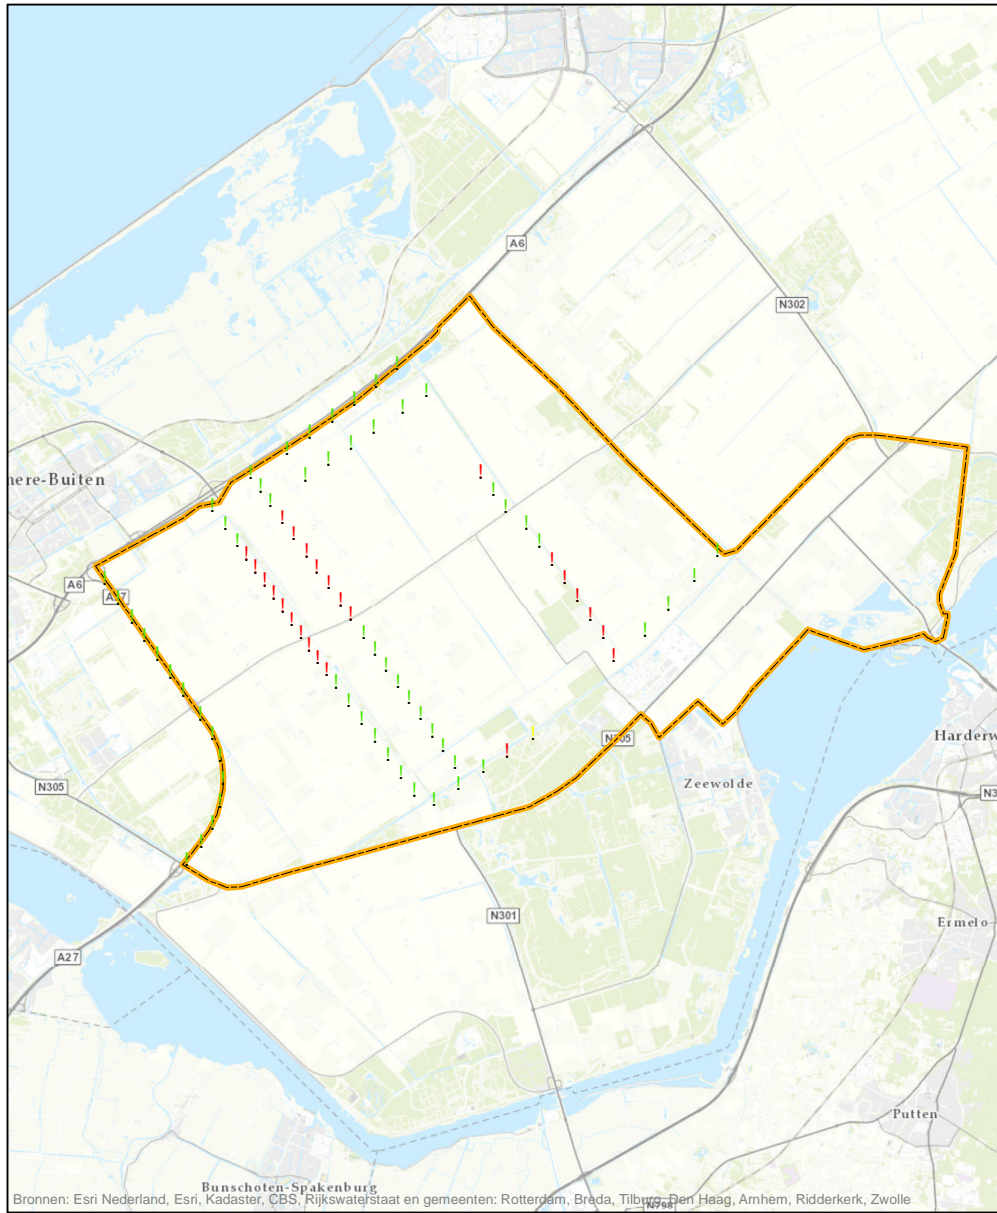 A6
N302
nere-Buiten
A6
A27
N305
N305
Harderw
Zeewolde
N3
N301
Ermelo
A27
Putten
Bunschoten-Spakenburg
Bronnen: Esri Nederland, Esri, Kadaster, CBS, Rijkswaterstaat en gemeenten: Rotterdam, Breda, Tilburg, Den Haag, Arnhem, Ridderkerk, Zwolle
N798